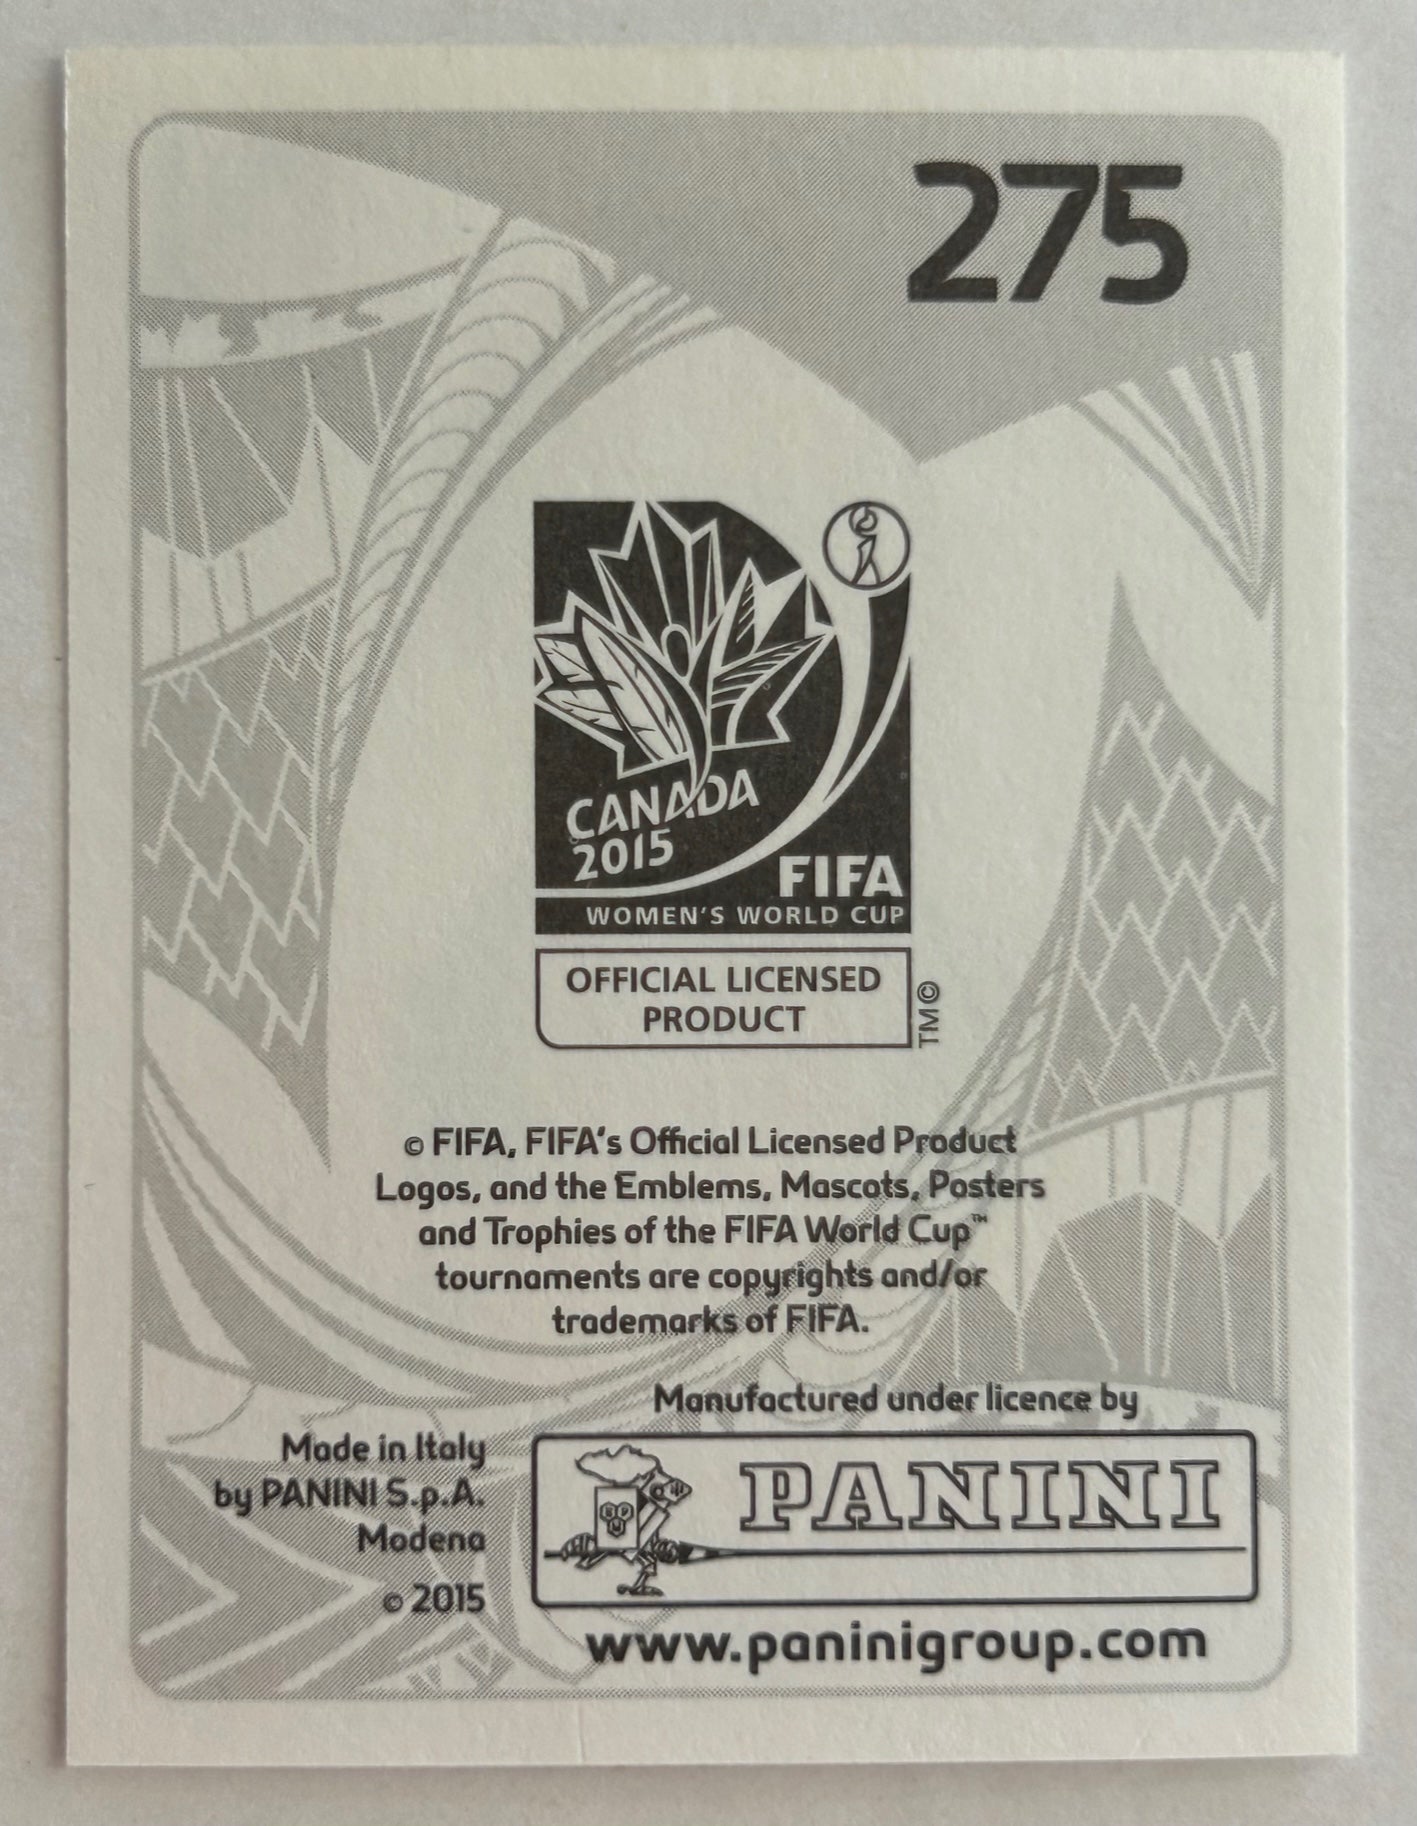 275
CANADA
2015
FIFA
WOMEN'S WORLD CUP
OFFICIAL LICENSED
PRODUCT
TM©
© FIFA, FIFA's Official Licensed Product
Logos, and the Emblems, Mascots, Posters
and Trophies of the FIFA World Cup™
tournaments are copyrights and/or
trademarks of FIFA.
Manufactured under licence by
Made in Italy
by PANINI S.p.A.
Modena
© 2015
PANINI
www.paninigroup.com